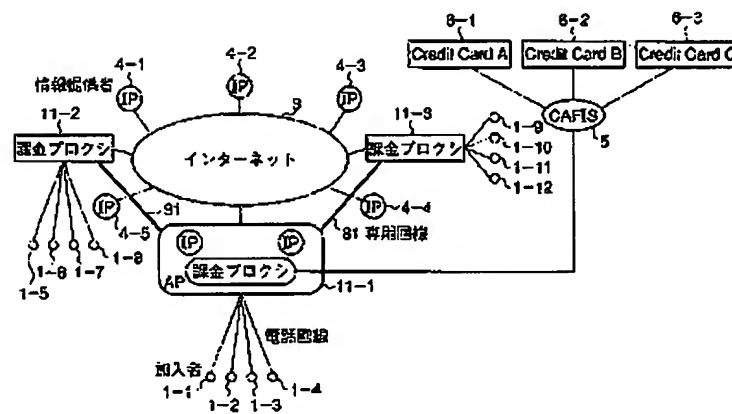 6-1
6-2
6-3
Credit Card A
Credit Card B
Credit Card C
4-1
4-2
4-3
情報提供者
IP
IP
IP
11-2
3
11-3
CAFIS
5
課金プロクシ
インターネット
課金プロクシ
1-9
1-10
1-11
1-12
IP
4-5
IP
4-4
81
81 専用回線
IP
IP
1-5
1-6
1-7
1-8
AP
課金プロクシ
11-1
電話回線
加入者
1-1
1-2
1-3
1-4